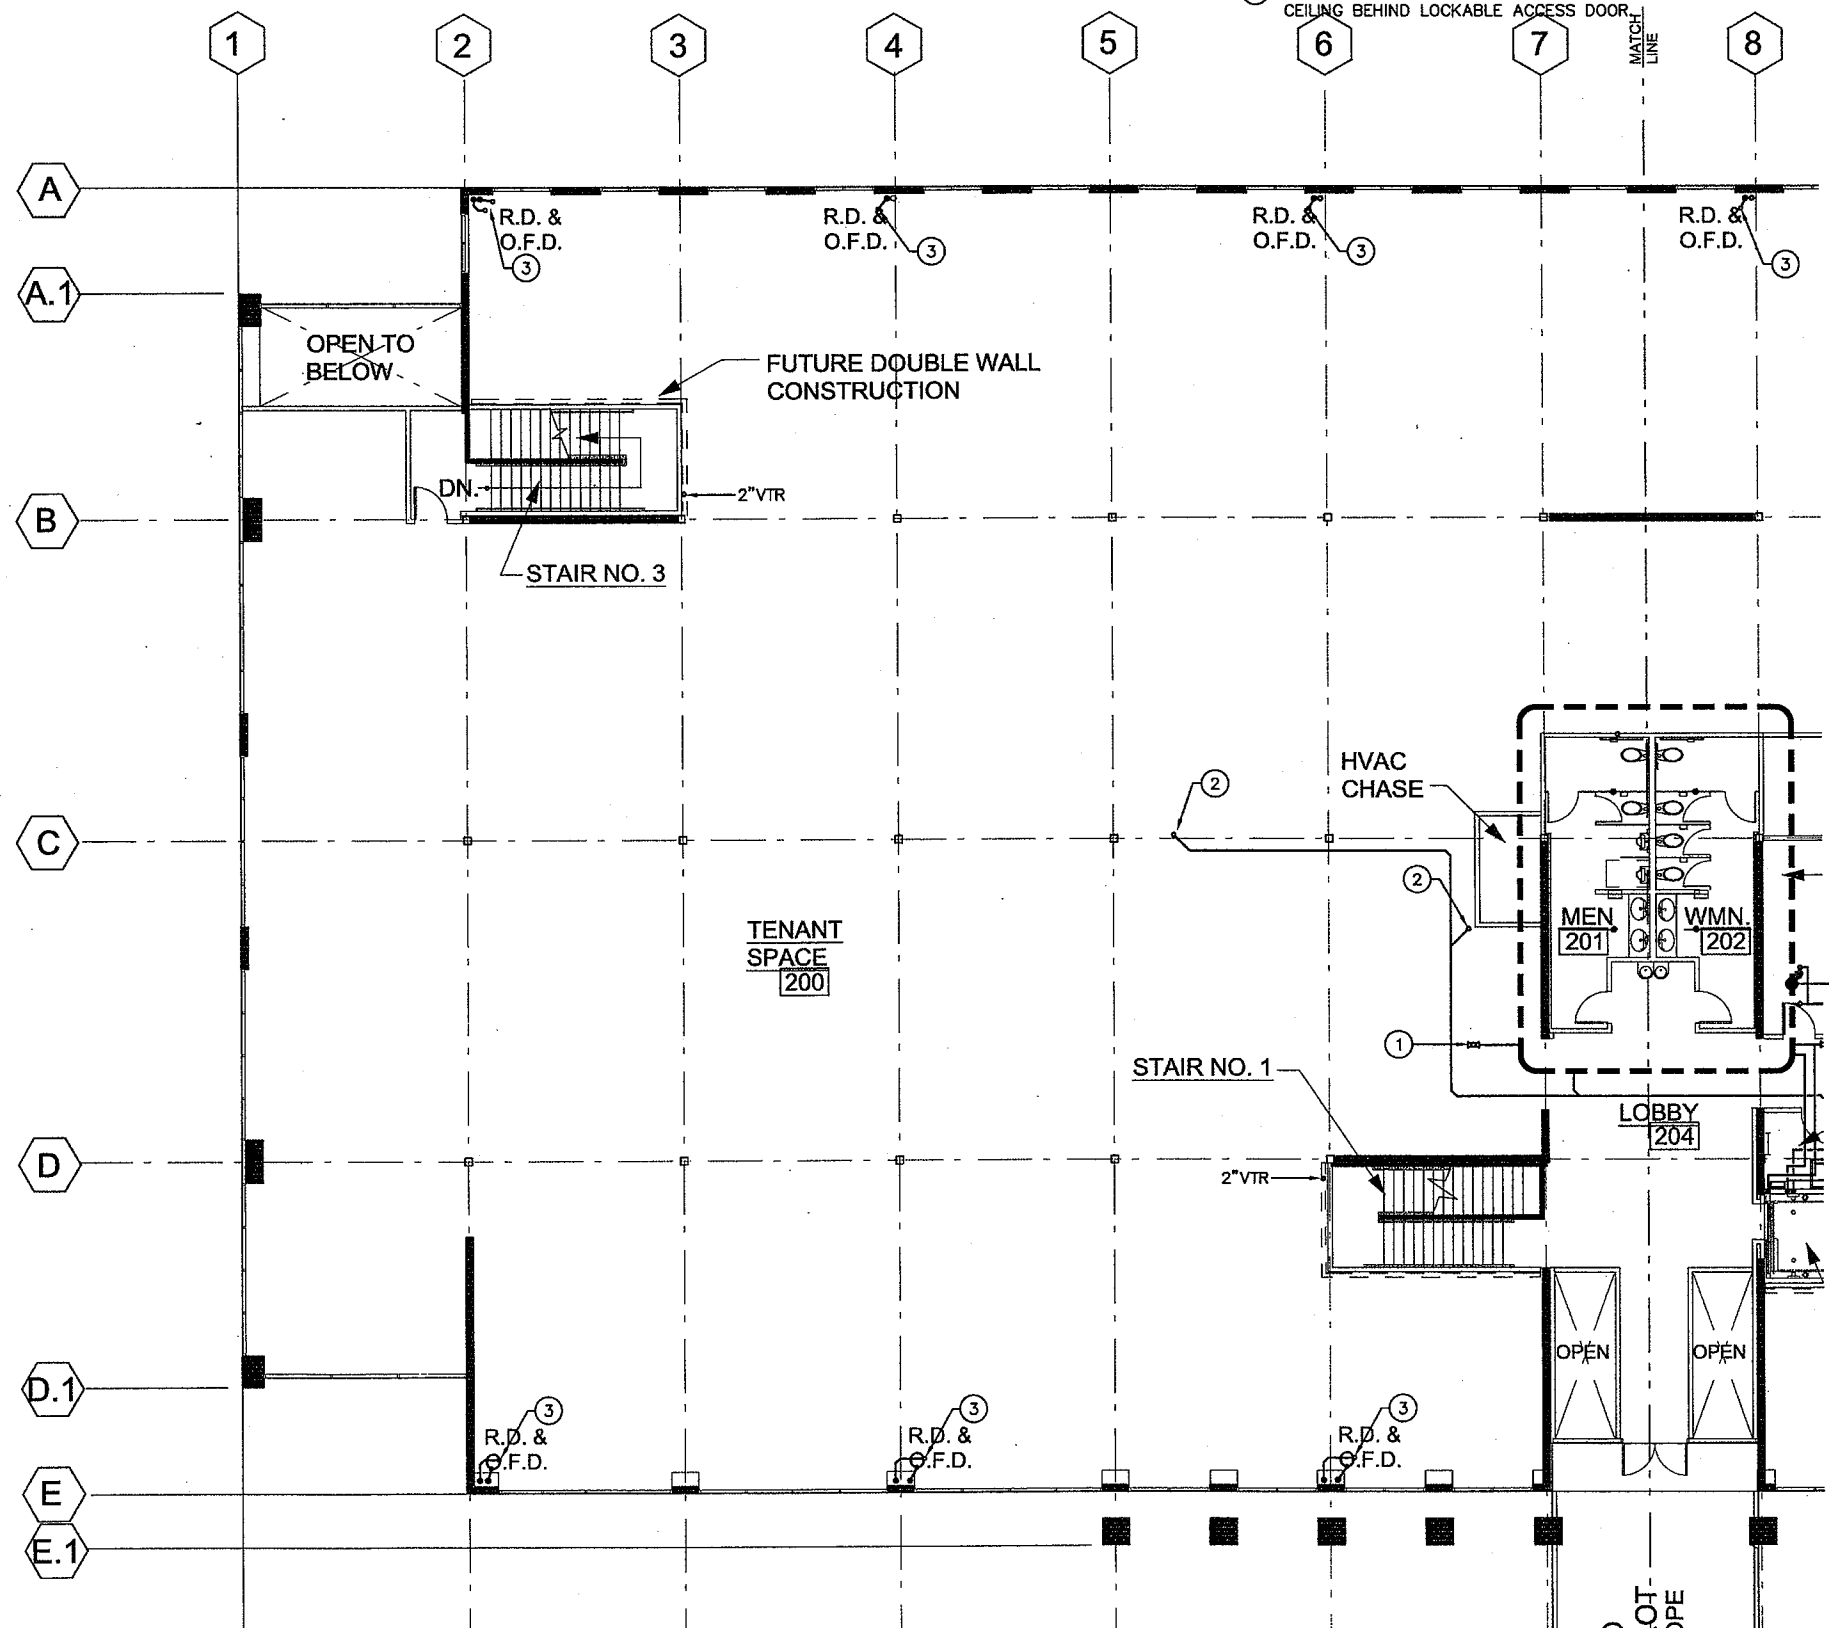 CEILING BEHIND LOCKABLE ACCESS DOOR.
1
2
3
4
5
6
7
MATCH
LINE
8
A
R.D. &
O.F.D.
3
R.D. &
O.F.D.
3
R.D. &
O.F.D.
3
R.D. &
O.F.D.
3
A.1
OPEN TO
BELOW
FUTURE DOUBLE WALL
CONSTRUCTION
DN.
2"VTR
B
STAIR NO. 3
HVAC
CHASE
2
C
2
MEN
201
WMN.
202
TENANT
SPACE
200
1
STAIR NO. 1
LOBBY
204
D
2"VTR
OPEN
OPEN
D.1
3
R.D. &
O.F.D.
3
R.D. &
O.F.D.
3
R.D. &
O.F.D.
E
E.1
OT
OPE